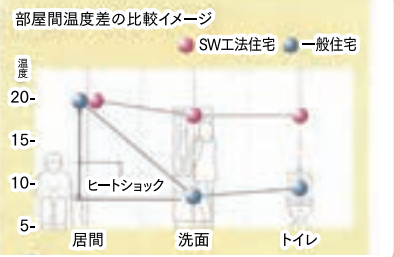 部屋間温度差の比較イメージ
SW工法住宅 一般住宅
温度
20-
15-
10-
5-
ヒートショック
居間 洗面 トイレ